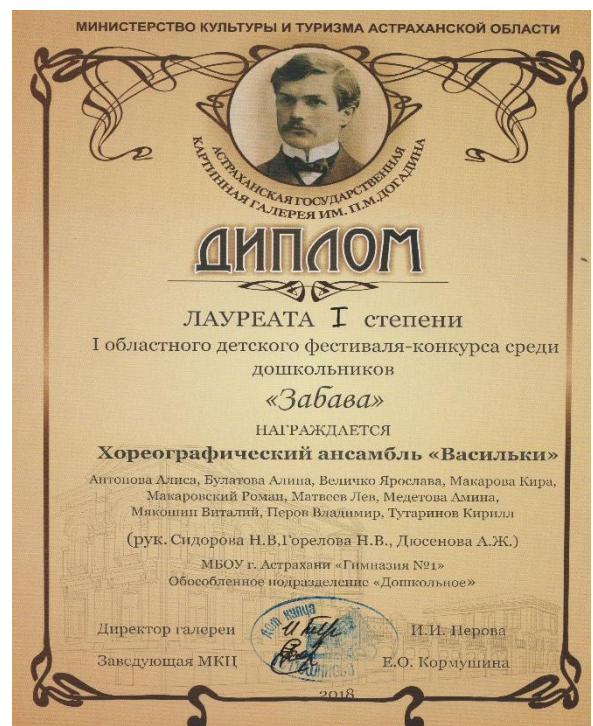 МИНИСТЕРСТВО КУЛЬТУРЫ И ТУРИЗМА АСТРАХАНСКОЙ ОБЛАСТИ
АСТРАХАНСКАЯ ГОСУДАРСТВЕННАЯ
КАРТИННАЯ ГАЛЕРЕЯ ИМ. П.М.ДОГАДИНА
ДИПЛОМ
ЛАУРЕАТА I степени
I областного детского фестиваля-конкурса среди
дошкольников
«Забава»
НАГРАЖДАЕТСЯ
Хореографический ансамбль «Васильки»
Антонова Алиса, Булатова Алина, Величко Ярослава, Макарова Кира,
Макаровский Роман, Матвеев Лев, Медетова Амина,
Мякошин Виталий, Перов Владимир, Тутаринов Кирилл
(рук. Сидорова Н.В,Горелова Н.В., Дюсенова А.Ж.)
МБОУ г. Астрахани «Гимназия №1»
Обособленное подразделение «Дошкольное»
дом купца
Директор галереи И.И. Перова
Заведующая МКЦ Е.О. Кормушина
2018